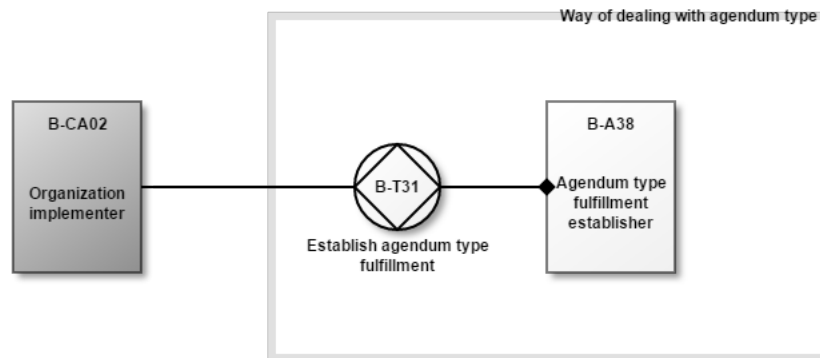 Way of dealing with agendum type
B-CA02
Organization
implementer
B-T31
Establish agendum type
fulfillment
B-A38
Agendum type
fulfillment
establisher